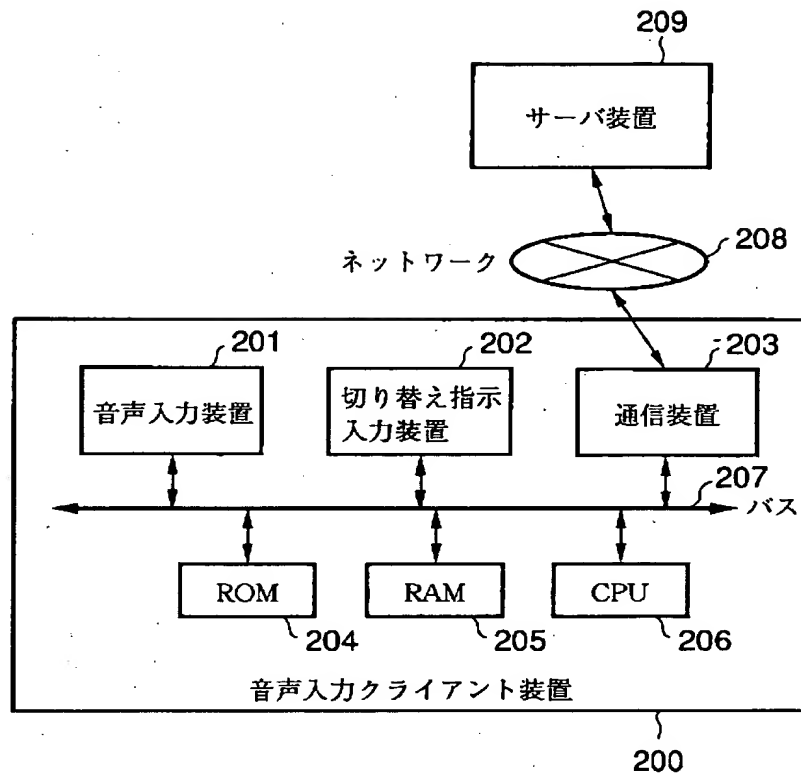 209
サーバ装置
ネットワーク
208
201
202
203
音声入力装置
切り替え指示
入力装置
通信装置
207
バス
ROM
RAM
CPU
204
205
206
音声入力クライアント装置
200